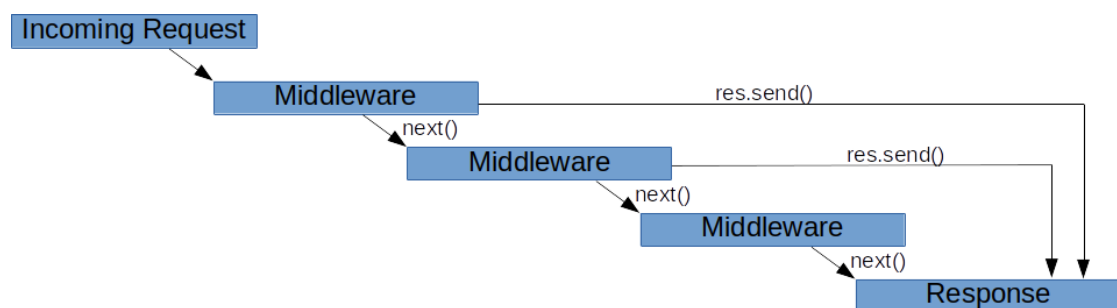 Incoming Request
Middleware
res.send()
next()
Middleware
res.send()
next()
Middleware
next()
Response